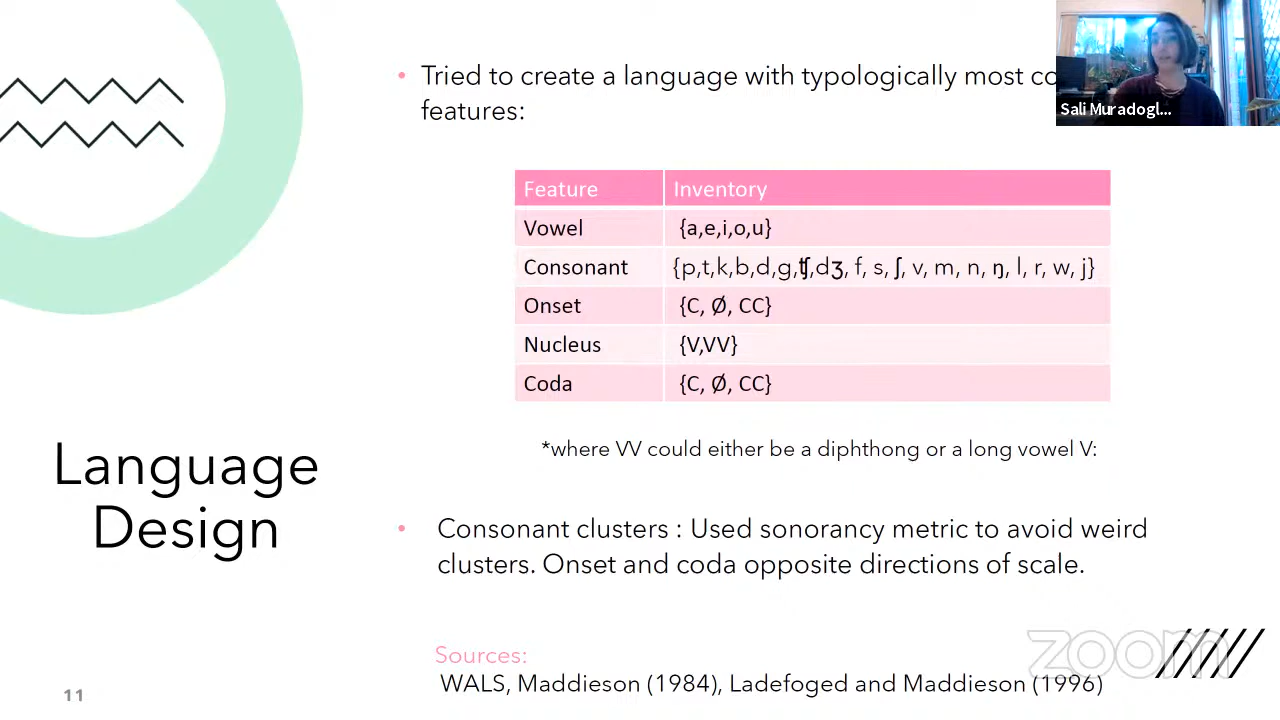 Tried to create a language with typologically most
features:
Sali Muradogl...
Feature Inventory
Vowel {a,e,i,o,u}
Consonant {p,t,k,b,d,g,ʧ,dʒ, f, s, ʃ, v, m, n, ŋ, l, r, w, j}
Onset {C, Ø, CC}
Nucleus {V,VV}
Coda {C, Ø, CC}
*where VV could either be a diphthong or a long vowel V:
Language
Design
Consonant clusters : Used sonorancy metric to avoid weird
clusters. Onset and coda opposite directions of scale.
Sources:
WALS, Maddieson (1984), Ladefoged and Maddieson (1996)
zoom
11